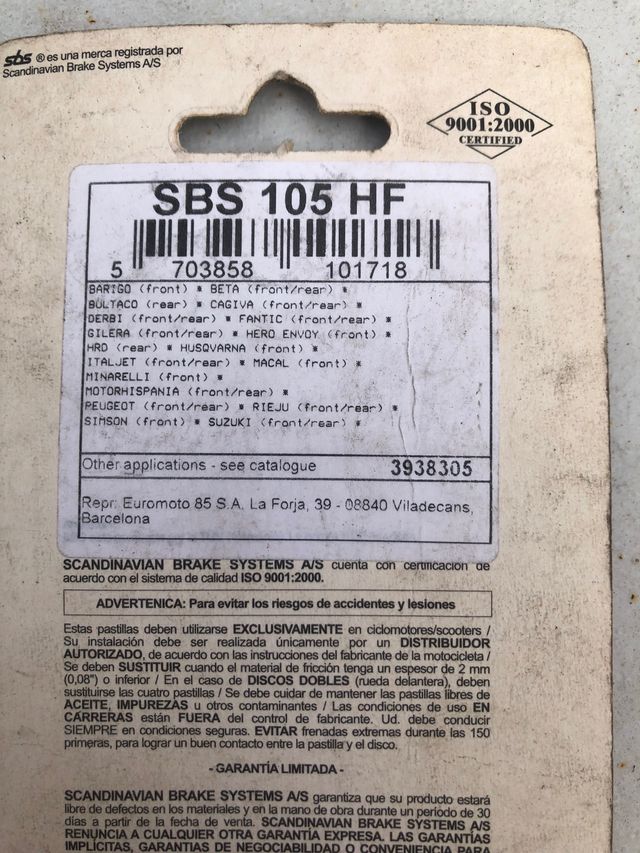 sbs ® es una marca registrada por
Scandinavian Brake Systems A/S
ISO
9001:2000
CERTIFIED
SBS 105 HF
5 703858 101718
BARIGO (front) * BETA (front/rear) *
BULTACO (rear) * CAGIVA (front/rear) *
DERBI (front/rear) * FANTIC (front/rear) *
GILERA (front/rear) * HERO ENVOY (front) *
HRD (rear) * HUSQVARNA (front) *
ITALJET (front/rear) * MACAL (front) *
MINARELLI (front) *
MOTORHISPANIA (front/rear) *
PEUGEOT (front/rear) * RIEJU (front/rear) *
SIMSON (front) * SUZUKI (front/rear) *
Other applications - see catalogue 3938305
Repr: Euromoto 85 S.A. La Forja, 39 - 08840 Viladecans,
Barcelona
SCANDINAVIAN BRAKE SYSTEMS A/S cuenta con certificación de
acuerdo con el sistema de calidad ISO 9001:2000.
ADVERTENICA: Para evitar los riesgos de accidentes y lesiones
Estas pastillas deben utilizarse EXCLUSIVAMENTE en ciclomotores/scooters /
Su instalación debe ser realizada únicamente por un DISTRIBUIDOR
AUTORIZADO, de acuerdo con las instrucciones del fabricante de la motocicleta /
Se deben SUSTITUIR cuando el material de fricción tenga un espesor de 2 mm
(0,08") o inferior / En el caso de DISCOS DOBLES (rueda delantera), deben
sustituirse las cuatro pastillas / Se debe cuidar de mantener las pastillas libres de
ACEITE, IMPUREZAS u otros contaminantes / Las condiciones de uso EN
CARRERAS están FUERA del control de fabricante. Ud. debe conducir
SIEMPRE en condiciones seguras. EVITAR frenadas extremas durante las 150
primeras, para lograr un buen contacto entre la pastilla y el disco.
- GARANTÍA LIMITADA -
SCANDINAVIAN BRAKE SYSTEMS A/S garantiza que su producto estará
libre de defectos en los materiales y en la mano de obra durante un período de 30
días a partir de la fecha de venta. SCANDINAVIAN BRAKE SYSTEMS A/S
RENUNCIA A CUALQUIER OTRA GARANTÍA EXPRESA. LAS GARANTÍAS
IMPLÍCITAS, GARANTIAS DE NEGOCIABILIDAD O CONVENIENCIA PARA